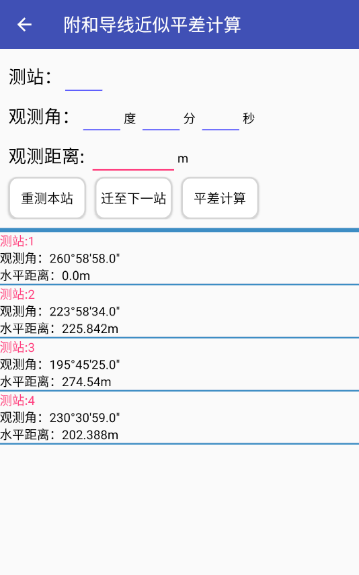 附和导线近似平差计算
测站：
观测角： 度 分 秒
观测距离: m
重测本站 迁至下一站 平差计算
测站:1
观测角：260°58'58.0"
水平距离：0.0m
测站:2
观测角：223°58'34.0"
水平距离：225.842m
测站:3
观测角：195°45'25.0"
水平距离：274.54m
测站:4
观测角：230°30'59.0"
水平距离：202.388m